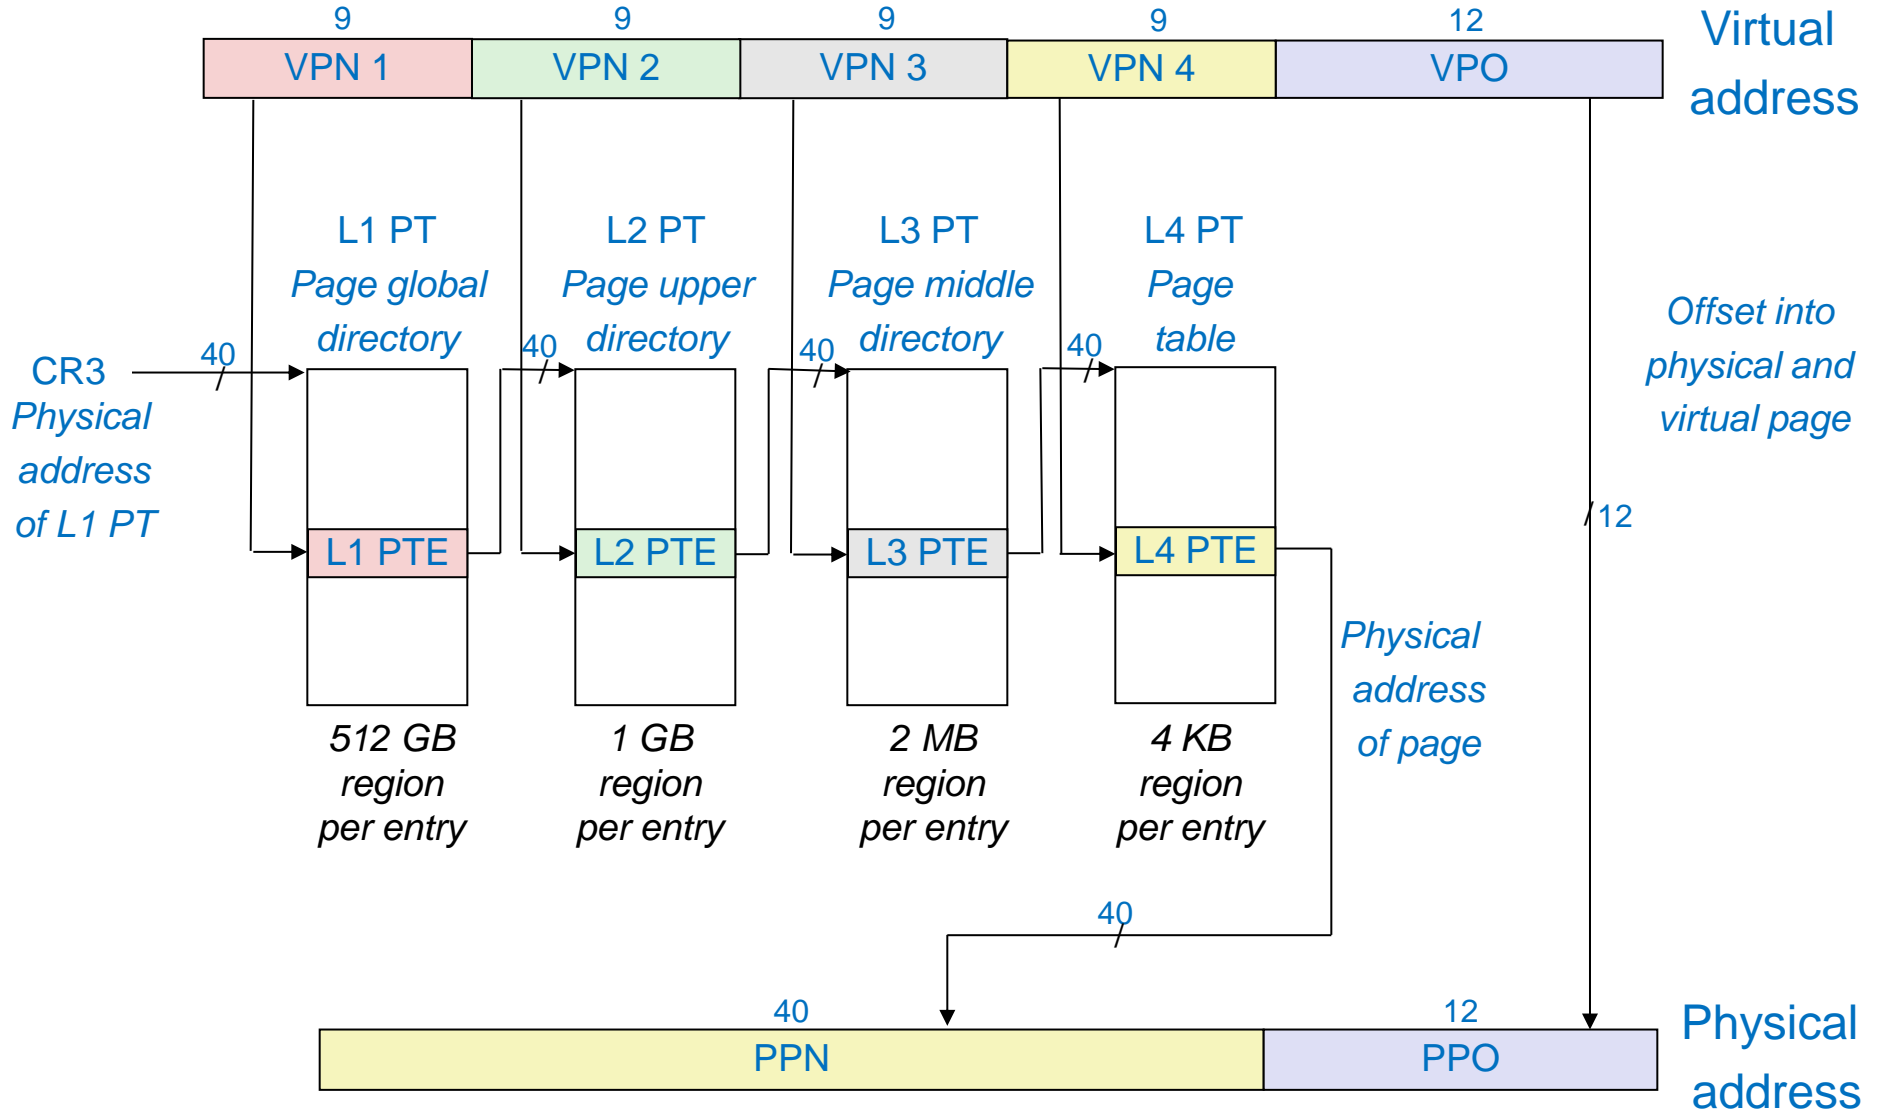 9 9 9 9 12
VPN 1 VPN 2 VPN 3 VPN 4 VPO
Virtual
address
L1 PT
Page global
directory
L2 PT
Page upper
directory
L3 PT
Page middle
directory
L4 PT
Page
table
Offset into
physical and
virtual page
CR3
Physical
address
of L1 PT
40 40 40 40
12
L1 PTE L2 PTE L3 PTE L4 PTE
Physical
address
of page
512 GB
region
per entry
1 GB
region
per entry
2 MB
region
per entry
4 KB
region
per entry
40
40 12
PPN PPO
Physical
address